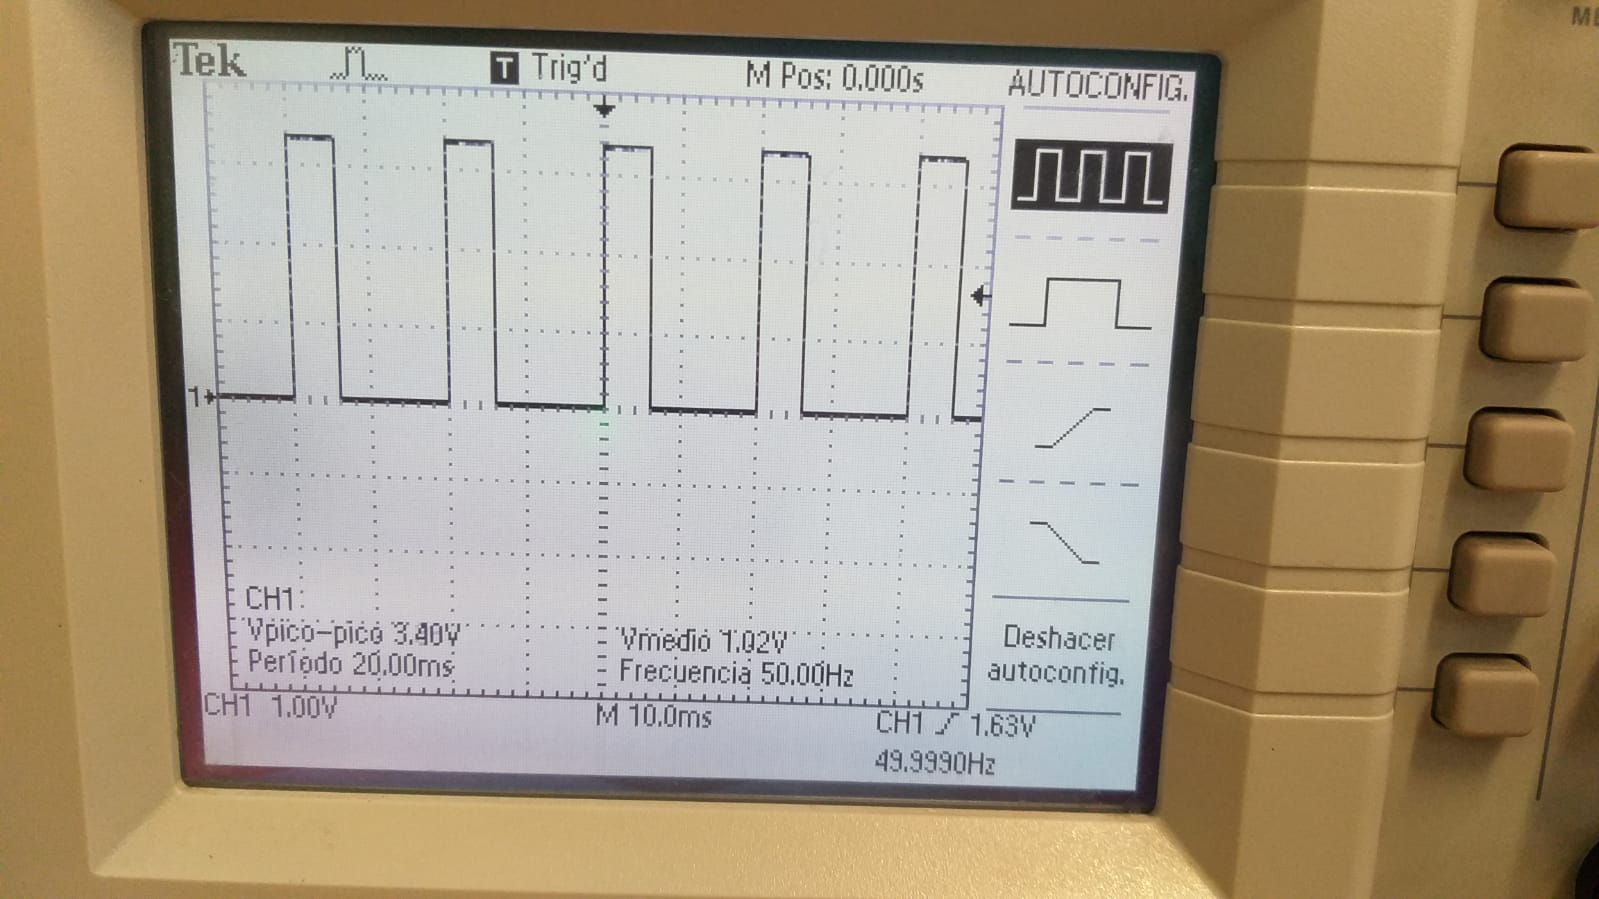 Tek T Trig'd M Pos: 0.000s AUTOCONFIG.
1
CH1
Vpico-pico 3.40V Vmedio 1.02V
Período 20.00ms Frecuencia 50.00Hz
Deshacer
autoconfig.
CH1 1.00V M 10.0ms CH1 1.63V
49.9990Hz